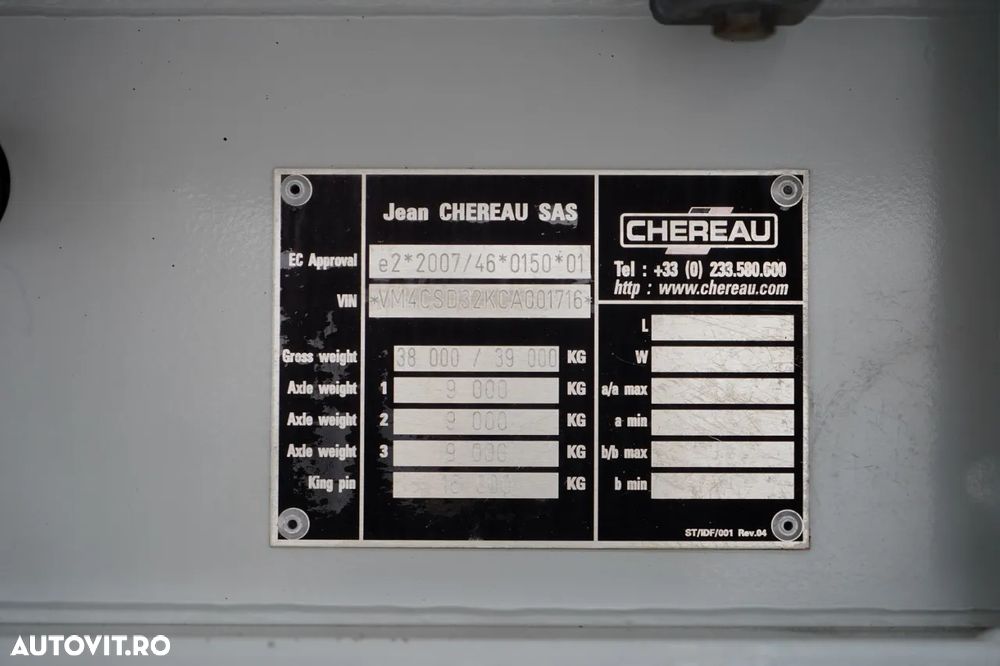 Jean CHEREAU SAS
EC Approval e2*2007/46*0150*01
VIN *VM4CSD32KCA001716*
Gross weight 38 000 / 39 000 KG
Axle weight 1 9 000 KG
Axle weight 2 9 000 KG
Axle weight 3 9 000 KG
King pin KG
CHEREAU
Tel : +33 (0) 233.580.600
http : www.chereau.com
L
W
a/a max
a min
b/b max
b min
ST/IDF/001 Rev.04
AUTOVIT.RO